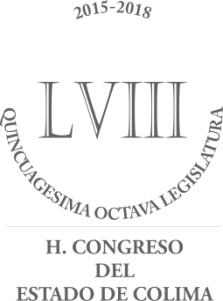 2015-2018
LVIII
QUINCUAGESIMA OCTAVA LEGISLATURA
H. CONGRESO
DEL
ESTADO DE COLIMA